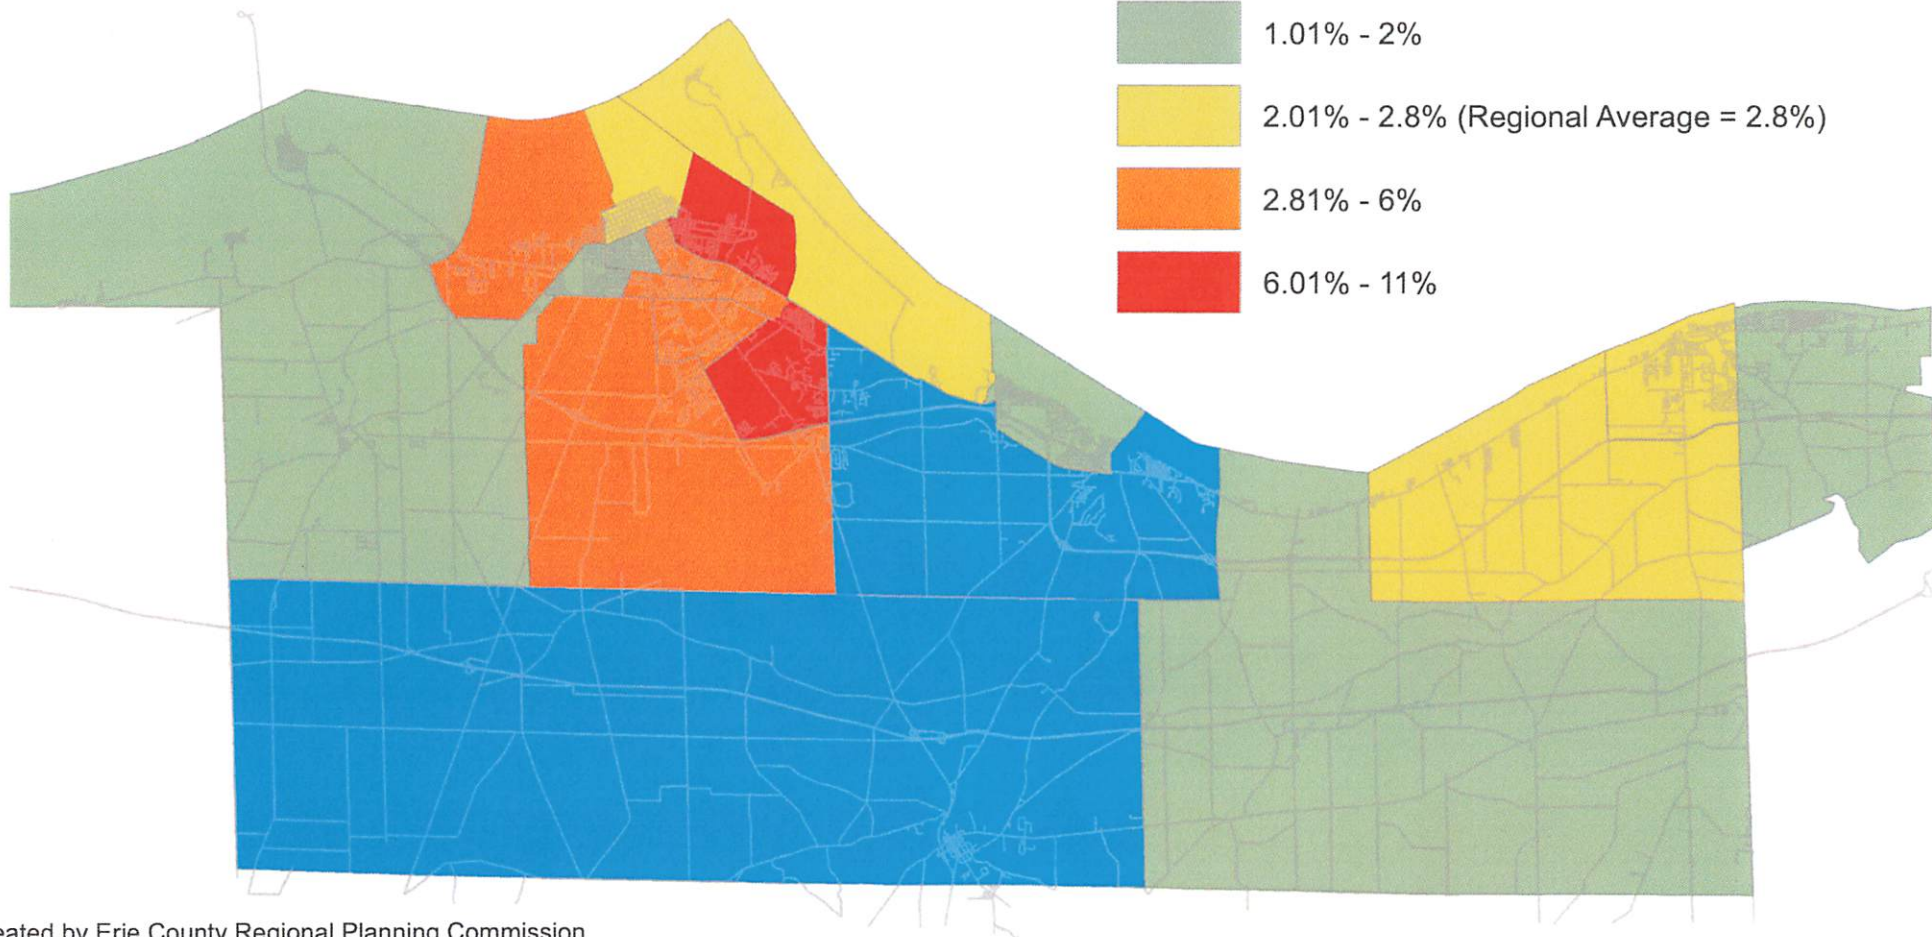 1.01% - 2%
2.01% - 2.8% (Regional Average = 2.8%)
2.81% - 6%
6.01% - 11%
eated by Erie County Regional Planning Commission